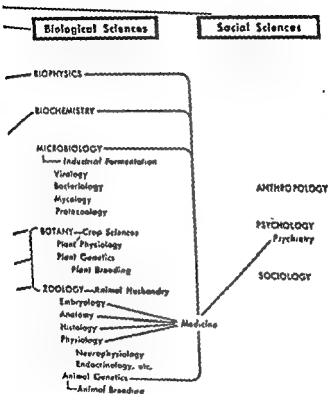 Biological Sciences
Social Sciences
BIOPHYSICS
BIOCHEMISTRY
MICROBIOLOGY
Industrial Fermentation
Virology
Bacteriology
Mycology
Protozoology
ANTHROPOLOGY
BOTANY—Crop Sciences
Plant Physiology
Plant Genetics
Plant Breeding
PSYCHOLOGY
Psychiatry
SOCIOLOGY
ZOOLOGY—Animal Husbandry
Embryology
Anatomy
Histology
Physiology
Medicine
Neurophysiology
Endocrinology, etc.
Animal Genetics
Animal Breeding